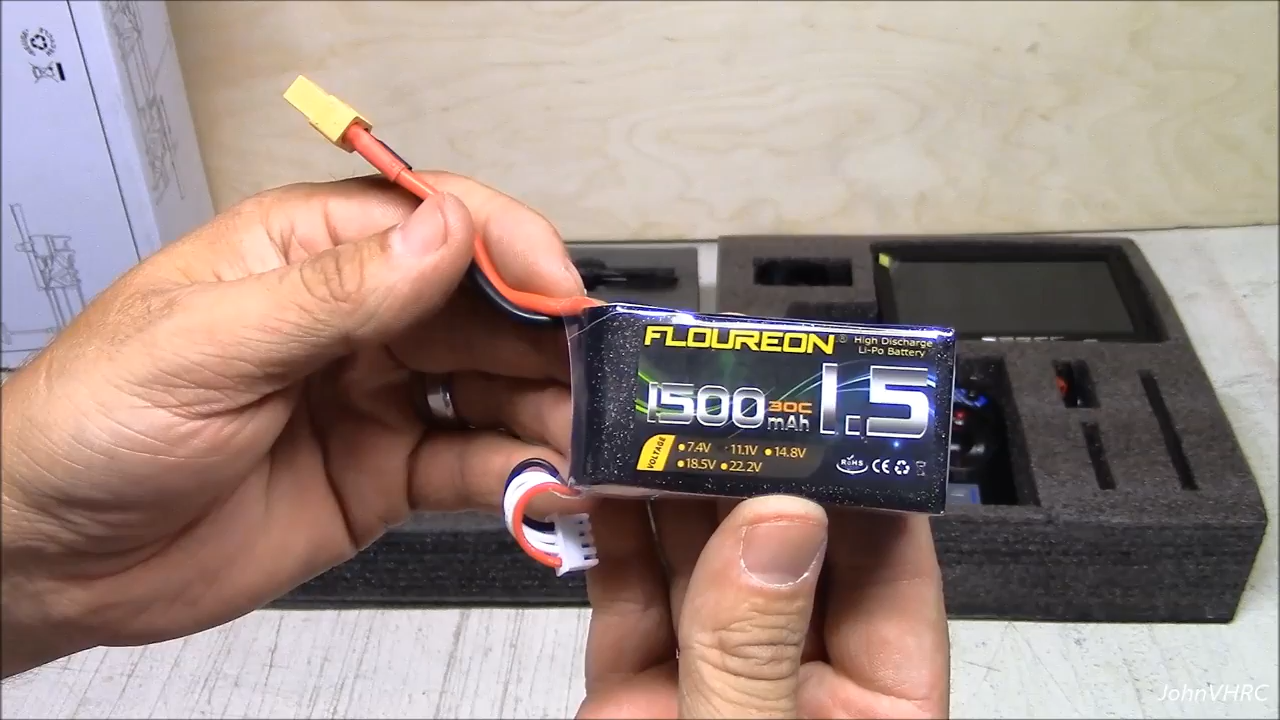 FLOUREON®
High Discharge
Li-Po Battery
1500 30C mAh
1.5
VOLTAGE
7.4V 11.1V 14.8V
18.5V 22.2V
RoHS CE
JohnVHRC